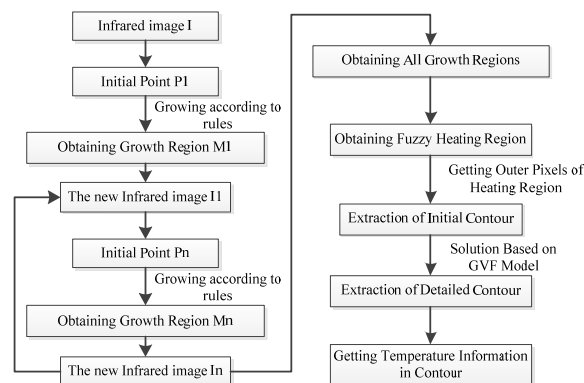 Infrared image I
Initial Point P1
Growing according to
rules
Obtaining Growth Region M1
The new Infrared image I1
Initial Point Pn
Growing according to
rules
Obtaining Growth Region Mn
The new Infrared image In
Obtaining All Growth Regions
Obtaining Fuzzy Heating Region
Getting Outer Pixels of
Heating Region
Extraction of Initial Contour
Solution Based on
GVF Model
Extraction of Detailed Contour
Getting Temperature Information
in Contour